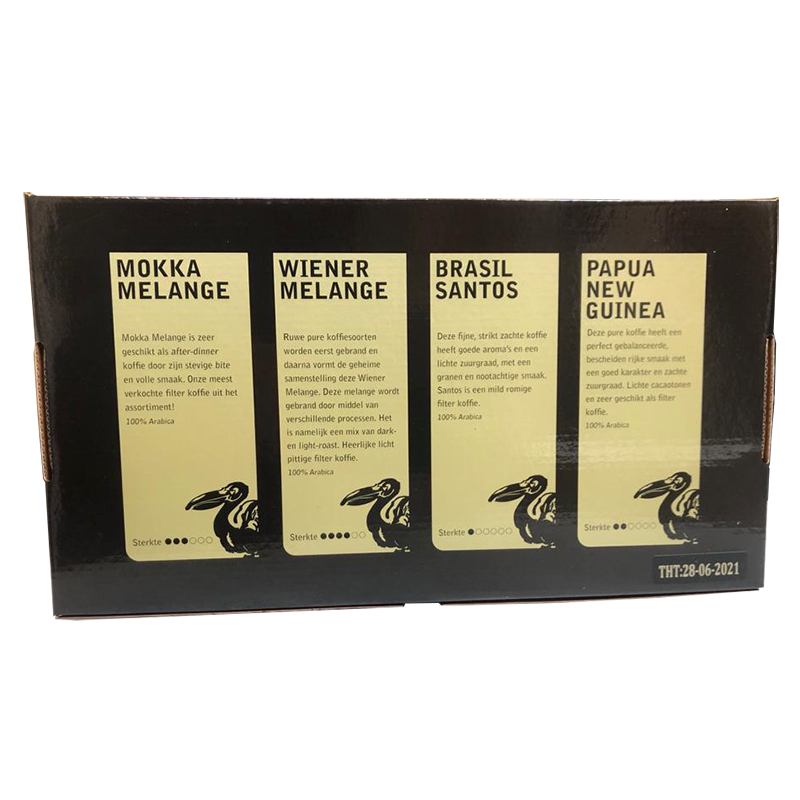 MOKKA
MELANGE
Mokka Melange is zeer
geschikt als after-dinner
koffie door zijn stevige bite
en volle smaak. Onze meest
verkochte filter koffie uit het
assortiment!
100% Arabica
Sterkte
WIENER
MELANGE
Ruwe pure koffiesoorten
worden eerst gebrand en
daarna vormt de geheime
samenstelling deze Wiener
Melange. Deze melange wordt
gebrand door middel van
verschillende processen. Het
is namelijk een mix van dark-
en light-roast. Heerlijke licht
pittige filter koffie.
100% Arabica
Sterkte
BRASIL
SANTOS
Deze fijne, strikt zachte koffie
heeft goede aroma's en een
lichte zuurgraad, met een
granen en nootachtige smaak.
Santos is een mild romige
filter koffie.
100% Arabica
Sterkte
PAPUA
NEW
GUINEA
Deze pure koffie heeft een
perfect gebalanceerde,
bescheiden rijke smaak met
een goed karakter en zachte
zuurgraad. Lichte cacaotonen
en zeer geschikt als filter
koffie.
100% Arabica
Sterkte
THT:28-06-2021